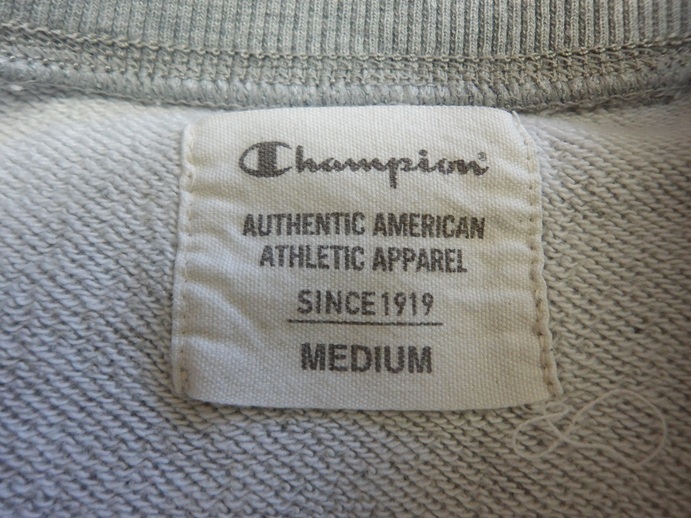 Champion®
AUTHENTIC AMERICAN
ATHLETIC APPAREL
SINCE 1919
MEDIUM